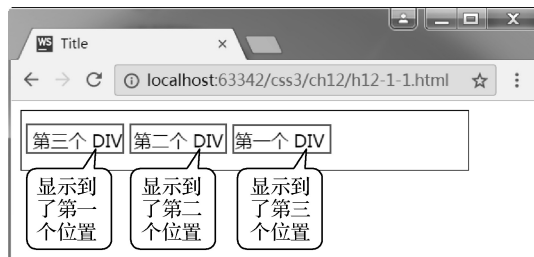 WS Title
localhost:63342/css3/ch12/h12-1-1.html
第三个 DIV 第二个 DIV 第一个 DIV
显示到
了第一
个位置
显示到
了第二
个位置
显示到
了第三
个位置